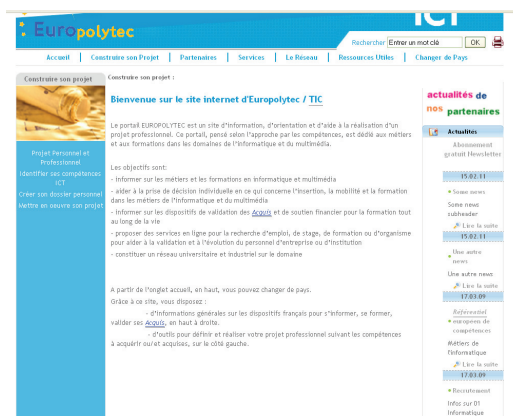 ICT
Europolytec
Rechercher Entrer un mot clé OK
Accueil | Construire son Projet | Partenaires | Services | Le Réseau | Ressources Utiles | Changer de Pays
Construire son projet
Projet Personnel et
Professionnel
Identifier ses compétences
ICT
Créer son dossier personnel
Mettre en oeuvre son projet
Construire son projet :
Bienvenue sur le site internet d'Europolytec / TIC
Le portail EUROPOLYTEC est un site d'information, d'orientation et d'aide à la réalisation d'un
projet professionnel. Ce portail, pensé selon l'approche par les compétences, est dédié aux métiers
et aux formations dans les domaines de l'informatique et du multimédia.
Les objectifs sont:
- informer sur les métiers et les formations en informatique et multimédia
- aider à la prise de décision individuelle en ce qui concerne l'insertion, la mobilité et la formation
dans les métiers de l'informatique et du multimédia
- informer sur les dispositifs de validation des Acquis et de soutien financier pour la formation tout
au long de la vie
- proposer des services en ligne pour la recherche d'emploi, de stage, de formation ou d'organisme
pour aider à la validation et à l'évolution du personnel d'entreprise ou d'institution
- constituer un réseau universitaire et industriel sur le domaine
A partir de l'onglet accueil, en haut, vous pouvez changer de pays.
Grâce à ce site, vous disposez :
- d'informations générales sur les dispositifs français pour s'informer, se former,
valider ses Acquis, en haut à droite.
- d'outils pour définir et réaliser votre projet professionnel suivant les compétences
à acquérir ou'et acquises, sur le côté gauche.
actualités de
nos partenaires
Actualités
Abonnement
gratuit Newsletter
15.02.11
Some news
Some news
subheader
Lire la suite
15.02.11
Une autre
news
Une autre news
Lire la suite
17.03.09
Référentiel
européens de
compétences
Métiers de
l'informatique
Lire la suite
17.03.09
Recrutement
Infos sur 01
Informatique